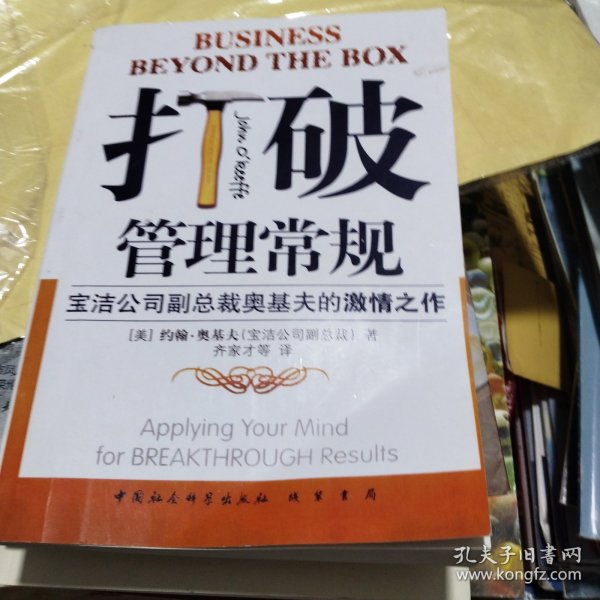 BUSINESS
BEYOND THE BOX
打破
John O'keeffe
管理常规
宝洁公司副总裁奥基夫的激情之作
[美] 约翰·奥基夫(宝洁公司副总裁) 著
齐家才等 译
Applying Your Mind
for BREAKTHROUGH Results
中国社会科学出版社 线装书局
孔夫子旧书网
www.kongfz.com